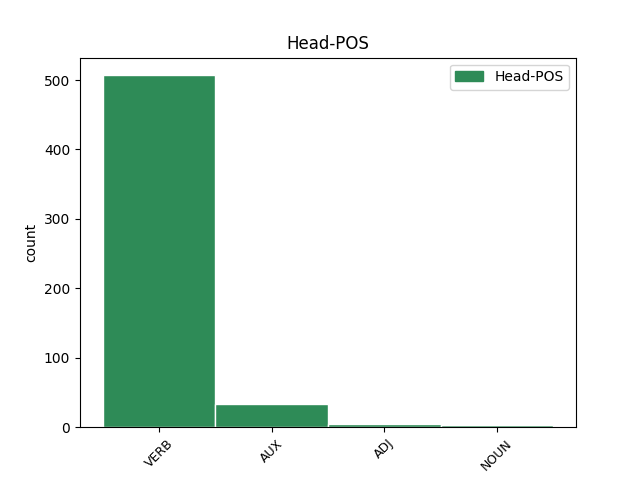 Head-POS
Head-POS
500
400
300
200
100
0
count
VERB
AUX
ADJ
NOUN